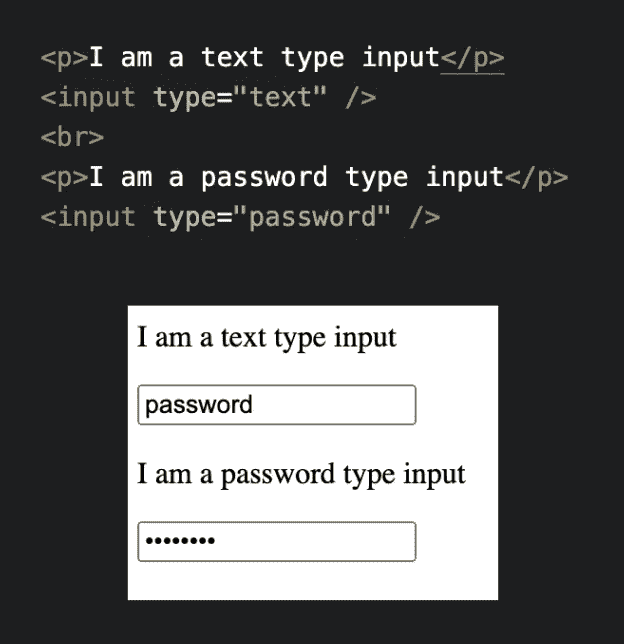 <p>I am a text type input</p>
<input type="text" />
<br>
<p>I am a password type input</p>
<input type="password" />
I am a text type input
password
I am a password type input
••••••••